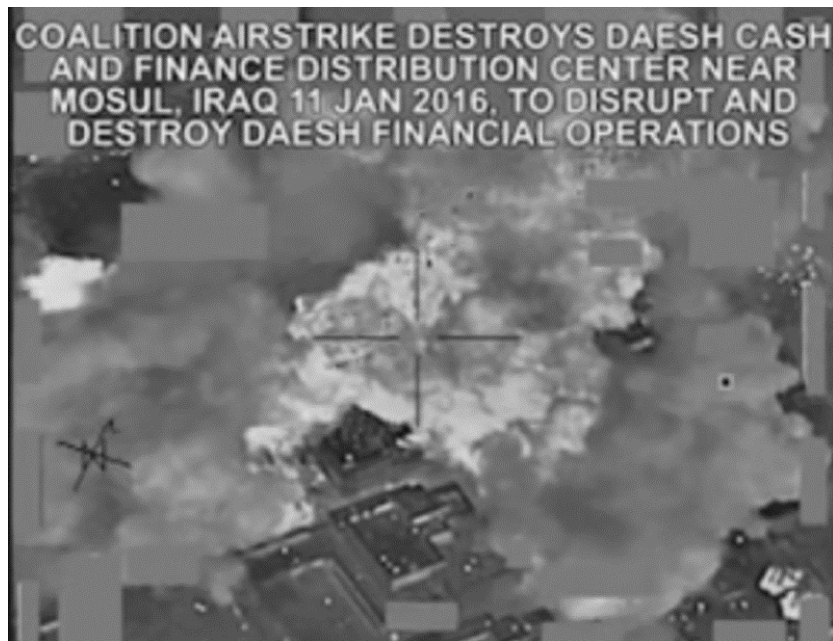 COALITION AIRSTRIKE DESTROYS DAESH CASH
AND FINANCE DISTRIBUTION CENTER NEAR
MOSUL, IRAQ 11 JAN 2016, TO DISRUPT AND
DESTROY DAESH FINANCIAL OPERATIONS